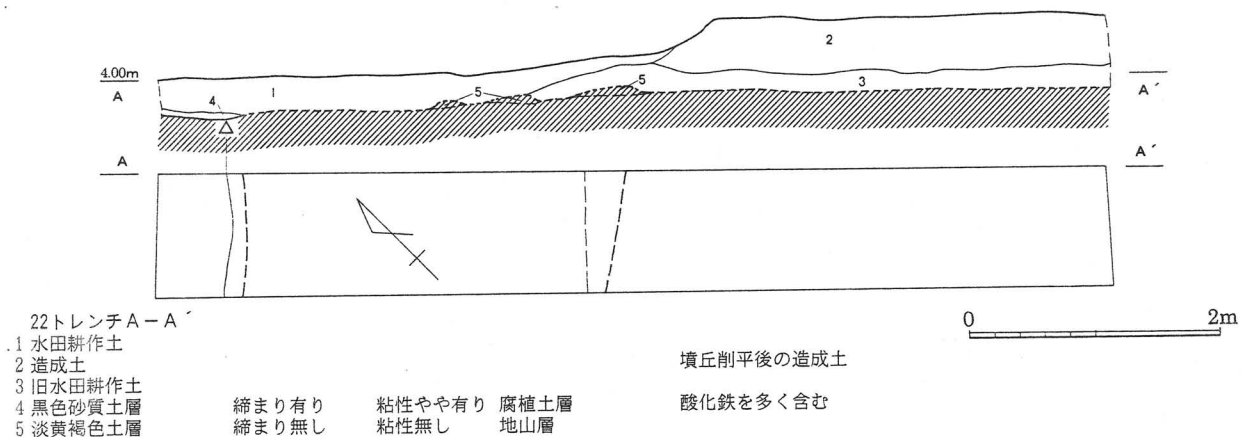 2
4.00m
5
5
3
A
4
1
A´
A
A´
22トレンチA－A´
0
2m
1 水田耕作土
2 造成土 墳丘削平後の造成土
3 旧水田耕作土
4 黒色砂質土層 締まり有り 粘性やや有り 腐植土層 酸化鉄を多く含む
5 淡黄褐色土層 締まり無し 粘性無し 地山層